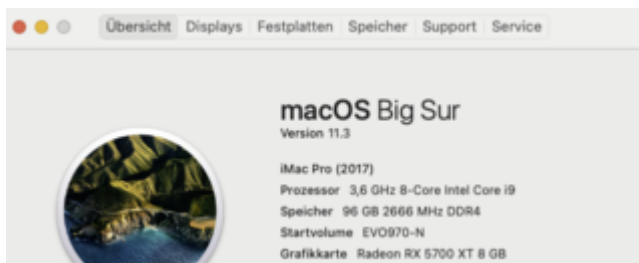 Übersicht Displays Festplatten Speicher Support Service
macOS Big Sur
Version 11.3
iMac Pro (2017)
Prozessor 3,6 GHz 8-Core Intel Core i9
Speicher 96 GB 2666 MHz DDR4
Startvolume EVO970-N
Grafikkarte Radeon RX 5700 XT 8 GB